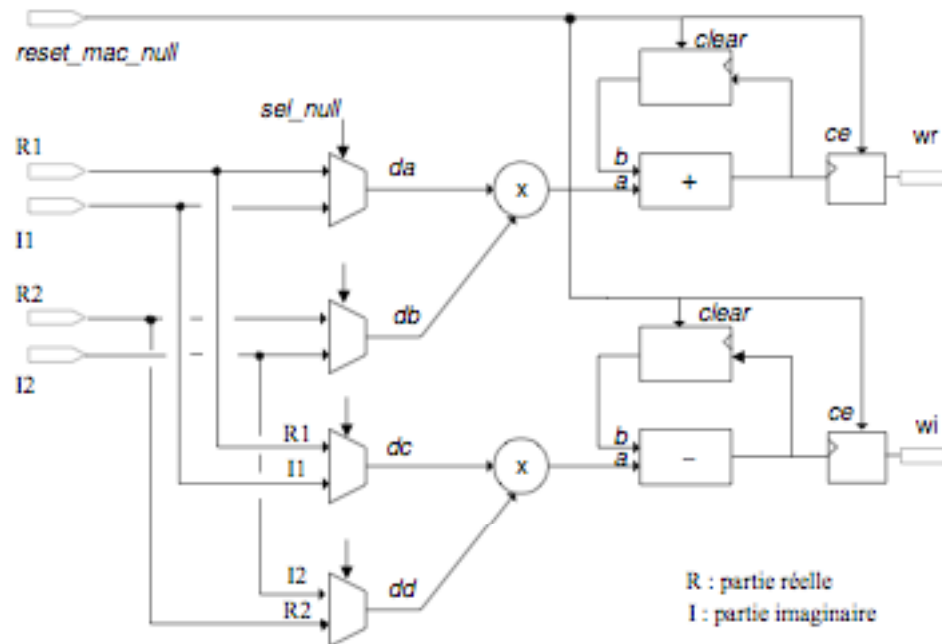 reset_mac_null
clear
sel_null
R1
da
ce
wr
b
a
x
+
I1
R2
db
clear
I2
R1
dc
ce
wi
b
a
x
–
I1
I2
dd
R2
R : partie réelle
I : partie imaginaire